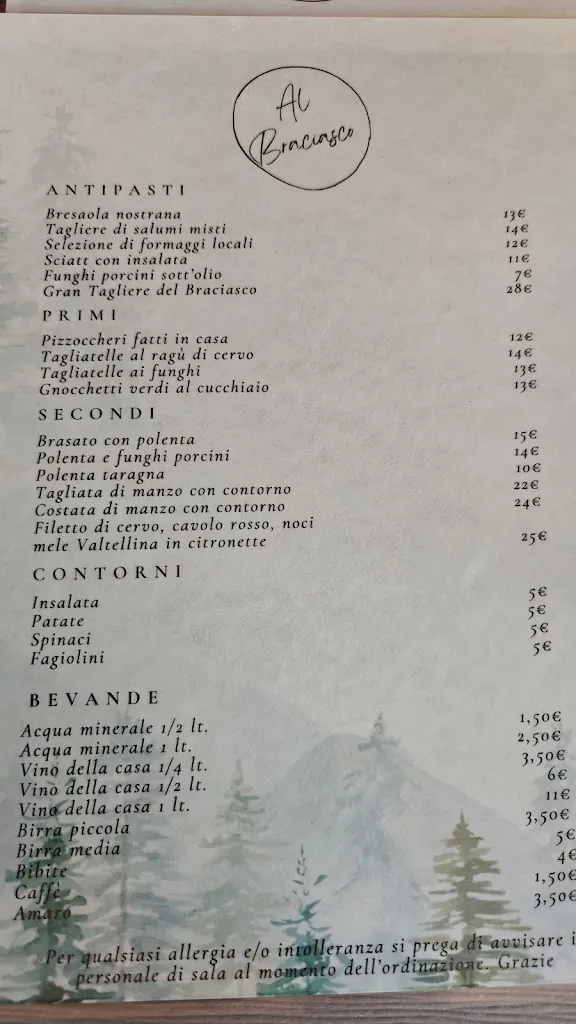 Al
Braciasco
ANTIPASTI
Bresaola nostrana 13€
Tagliere di salumi misti 14€
Selezione di formaggi locali 12€
Sciatt con insalata 11€
Funghi porcini sott'olio 7€
Gran Tagliere del Braciasco 28€
PRIMI
Pizzoccheri fatti in casa 12€
Tagliatelle al ragù di cervo 14€
Tagliatelle ai funghi 13€
Gnocchetti verdi al cucchiaio 13€
SECONDI
Brasato con polenta 15€
Polenta e funghi porcini 14€
Polenta taragna 10€
Tagliata di manzo con contorno 22€
Costata di manzo con contorno 24€
Filetto di cervo, cavolo rosso, noci
mele Valtellina in citronette 25€
CONTORNI
Insalata 5€
Patate 5€
Spinaci 5€
Fagiolini 5€
BEVANDE
Acqua minerale 1/2 lt. 1,50€
Acqua minerale 1 lt. 2,50€
Vino della casa 1/4 lt. 3,50€
Vino della casa 1/2 lt. 6€
Vino della casa 1 lt. 11€
Birra piccola 3,50€
Birra media 5€
Bibite 4€
Caffè 1,50€
Amaro 3,50€
Per qualsiasi allergia e/o intolleranza si prega di avvisare i
personale di sala al momento dell'ordinazione. Grazie